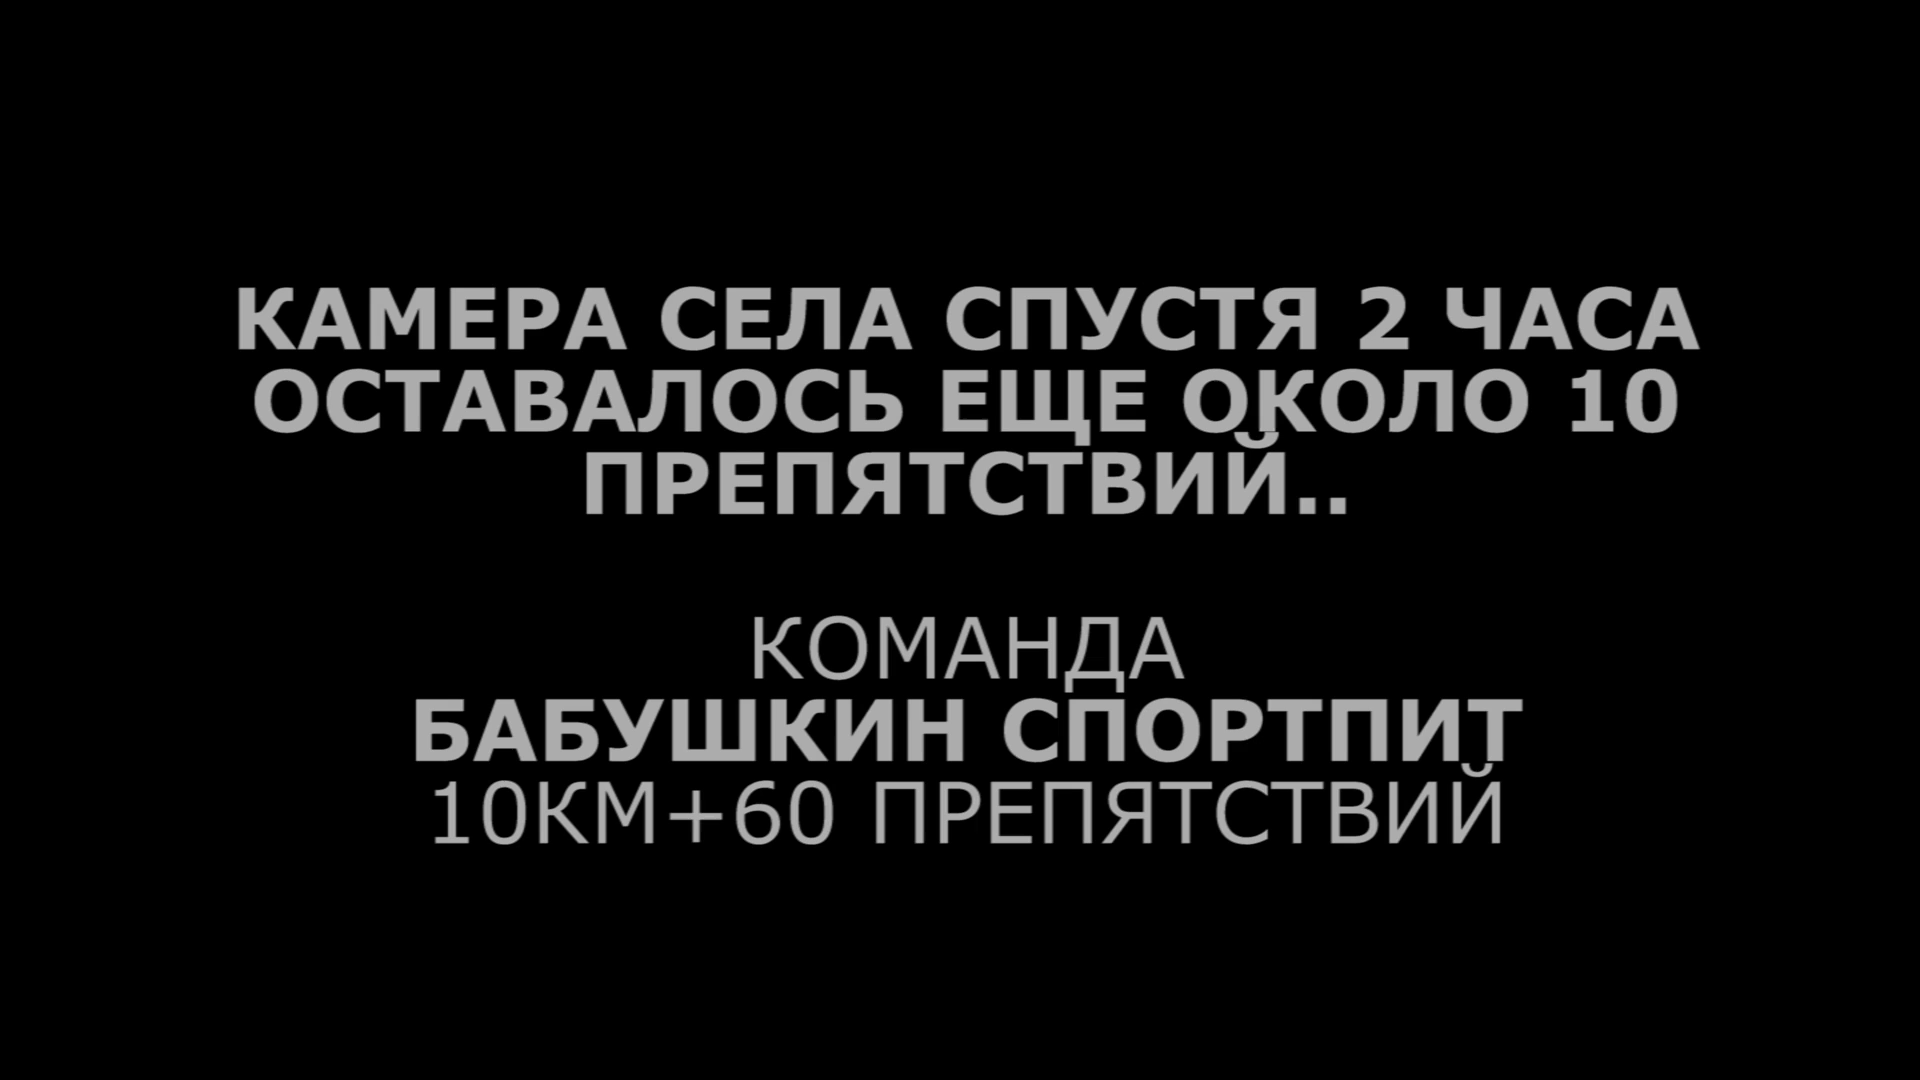 КАМЕРА СЕЛА СПУСТЯ 2 ЧАСА
ОСТАВАЛОСЬ ЕЩЕ ОКОЛО 10
ПРЕПЯТСТВИЙ..
КОМАНДА
БАБУШКИН СПОРТПИТ
10КМ+60 ПРЕПЯТСТВИЙ